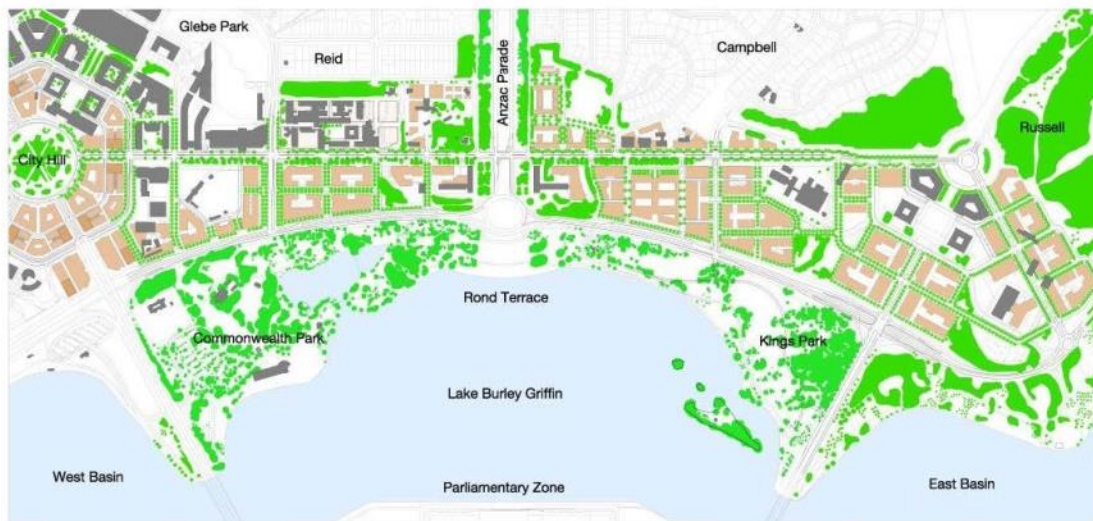 Glebe Park
Reid
Anzac Parade
Campbell
Russell
City Hill
Rond Terrace
Commonwealth Park
Kings Park
Lake Burley Griffin
West Basin
Parliamentary Zone
East Basin